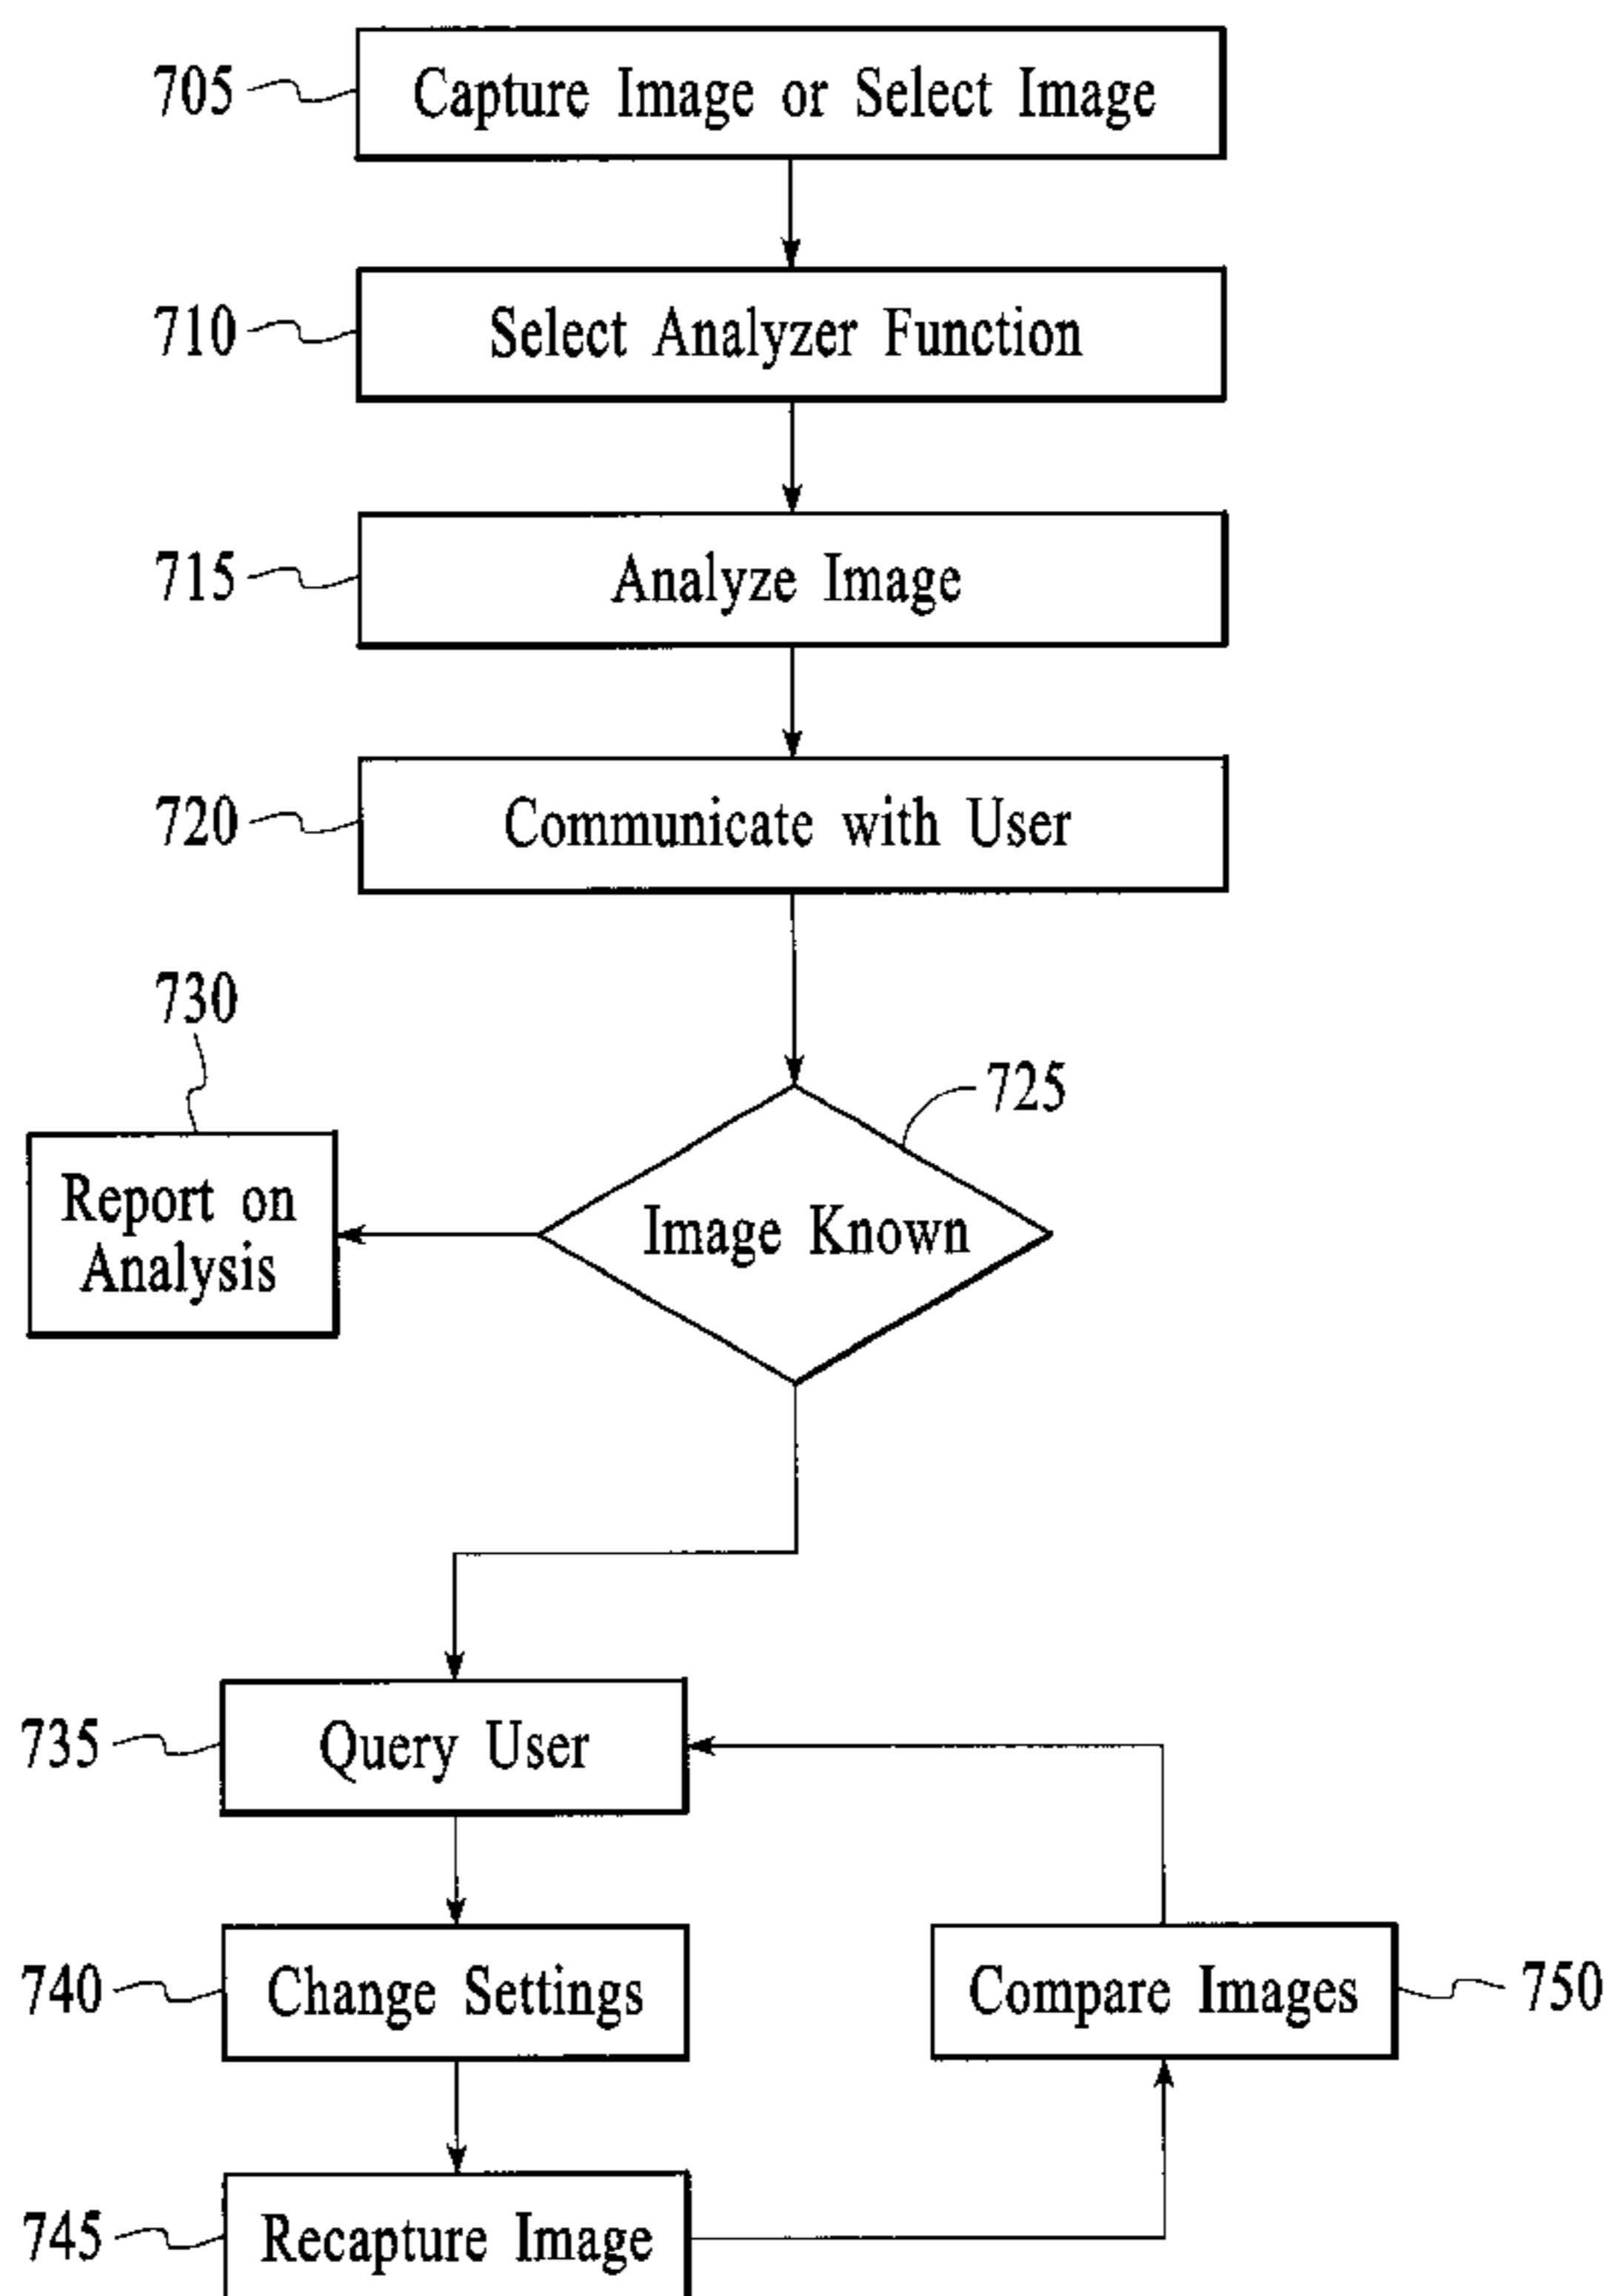 705 Capture Image or Select Image
710 Select Analyzer Function
715 Analyze Image
720 Communicate with User
730
725
Report on
Analysis
Image Known
735 Query User
740 Change Settings
Compare Images 750
745 Recapture Image